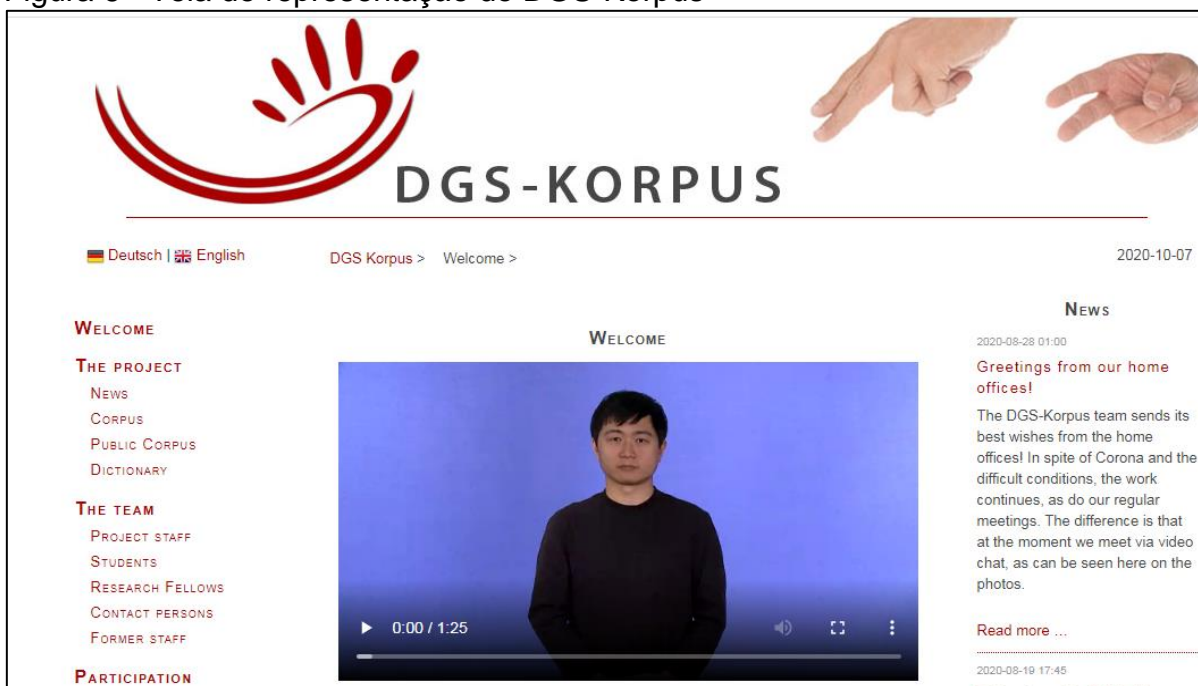 DGS-KORPUS
Deutsch | English
DGS Korpus > Welcome >
2020-10-07
WELCOME
THE PROJECT
NEWS
CORPUS
PUBLIC CORPUS
DICTIONARY
THE TEAM
PROJECT STAFF
STUDENTS
RESEARCH FELLOWS
CONTACT PERSONS
FORMER STAFF
PARTICIPATION
WELCOME
0:00 / 1:25
NEWS
2020-08-28 01:00
Greetings from our home
offices!
The DGS-Korpus team sends its
best wishes from the home
offices! In spite of Corona and the
difficult conditions, the work
continues, as do our regular
meetings. The difference is that
at the moment we meet via video
chat, as can be seen here on the
photos.
Read more ...
2020-08-19 17:45